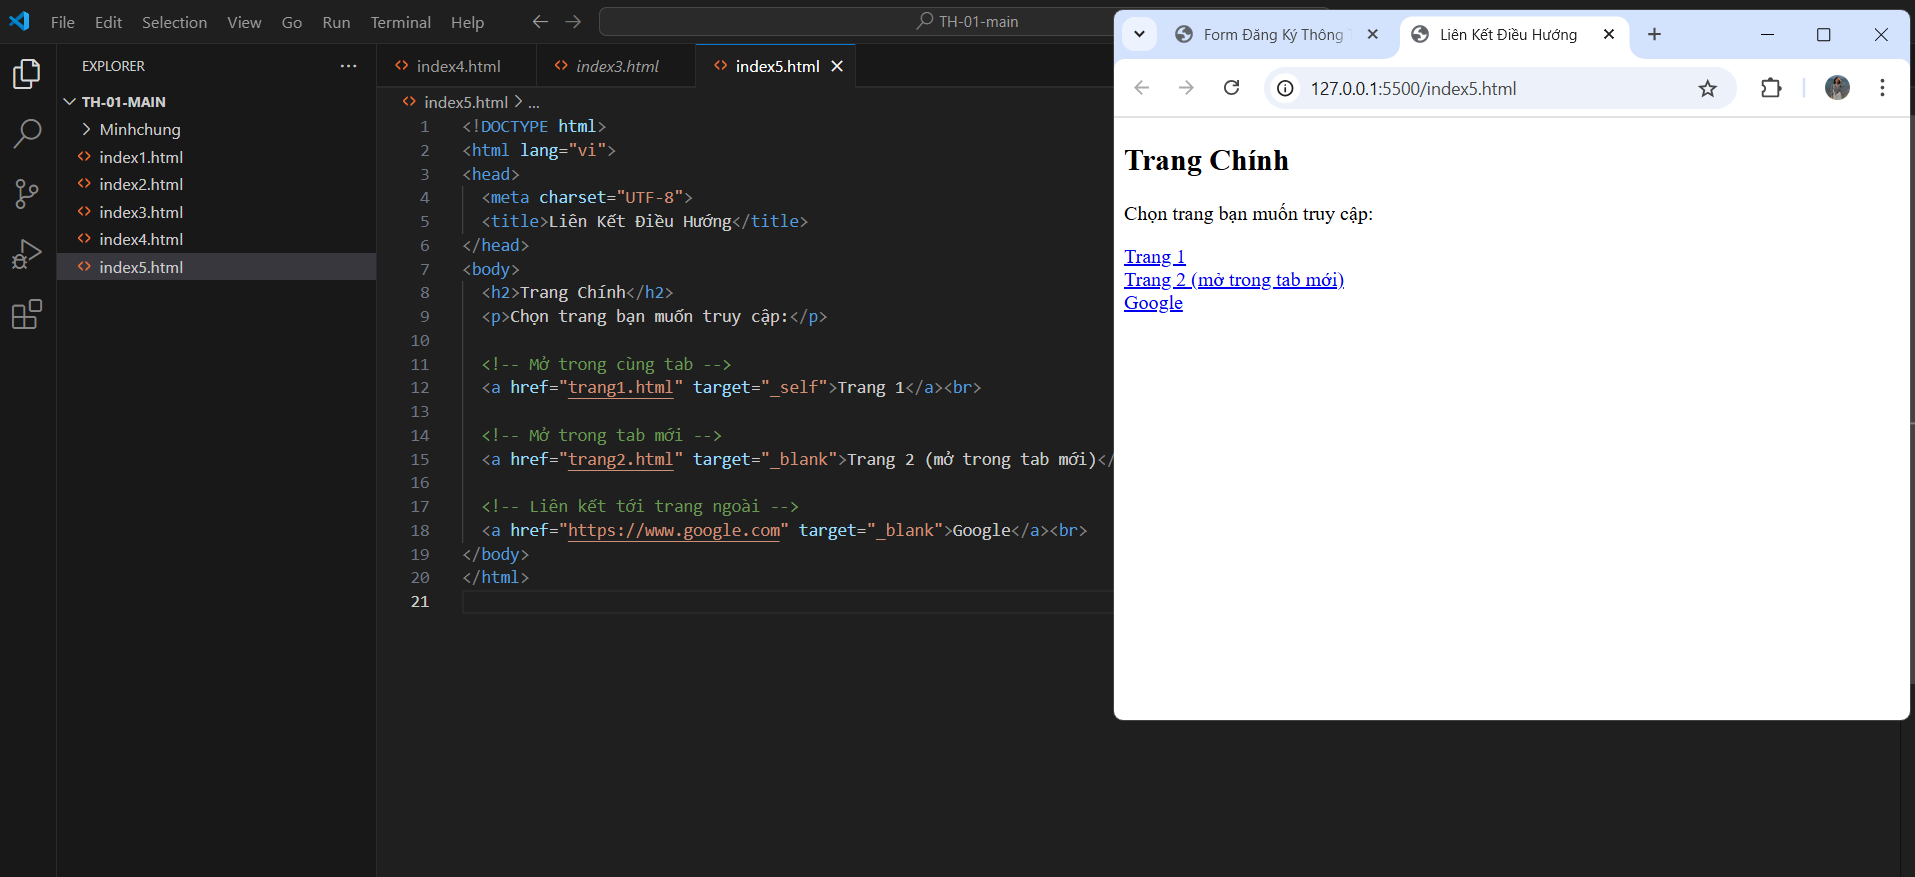 File Edit Selection View Go Run Terminal Help
TH-01-main
EXPLORER
TH-01-MAIN
Minhchung
index1.html
index2.html
index3.html
index4.html
index5.html
index4.html
index3.html
index5.html
index5.html > ...
1 <!DOCTYPE html>
2 <html lang="vi">
3 <head>
4 <meta charset="UTF-8">
5 <title>Liên Kết Điều Hướng</title>
6 </head>
7 <body>
8 <h2>Trang Chính</h2>
9 <p>Chọn trang bạn muốn truy cập:</p>
10
11 <!-- Mở trong cùng tab -->
12 <a href="trang1.html" target="_self">Trang 1</a><br>
13
14 <!-- Mở trong tab mới -->
15 <a href="trang2.html" target="_blank">Trang 2 (mở trong tab mới)</
16
17 <!-- Liên kết tới trang ngoài -->
18 <a href="https://www.google.com" target="_blank">Google</a><br>
19 </body>
20 </html>
21
Form Đăng Ký Thông
Liên Kết Điều Hướng
127.0.0.1:5500/index5.html
Trang Chính
Chọn trang bạn muốn truy cập:
Trang 1
Trang 2 (mở trong tab mới)
Google